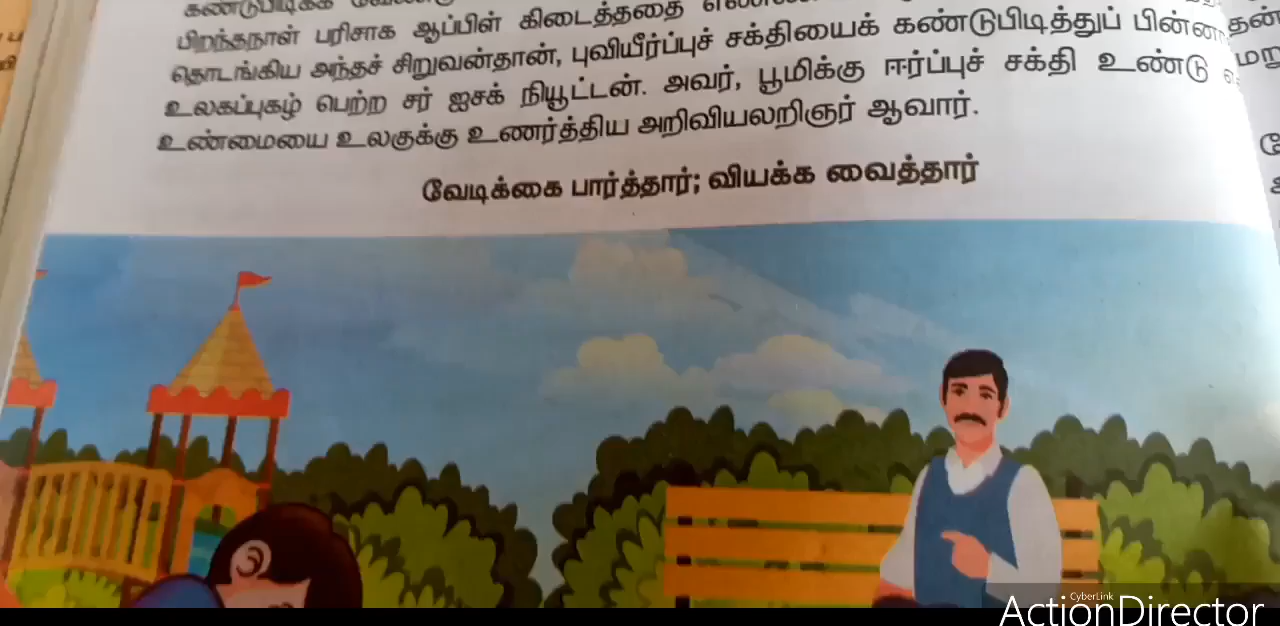 கண்டுபிடிக்க
பிறந்தநாள் பரிசாக ஆப்பிள் கிடைத்ததை
தொடங்கிய அந்தச் சிறுவன்தான், புவியீர்ப்புச் சக்தியைக் கண்டுபிடித்துப்
உலகப்புகழ் பெற்ற சர் ஐசக் நியூட்டன். அவர், பூமிக்கு ஈர்ப்புச் சக்தி உண்டு
உண்மையை உலகுக்கு உணர்த்திய அறிவியலறிஞர் ஆவார்.
வேடிக்கை பார்த்தார்; வியக்க வைத்தார்
CyberLink
ActionDirector